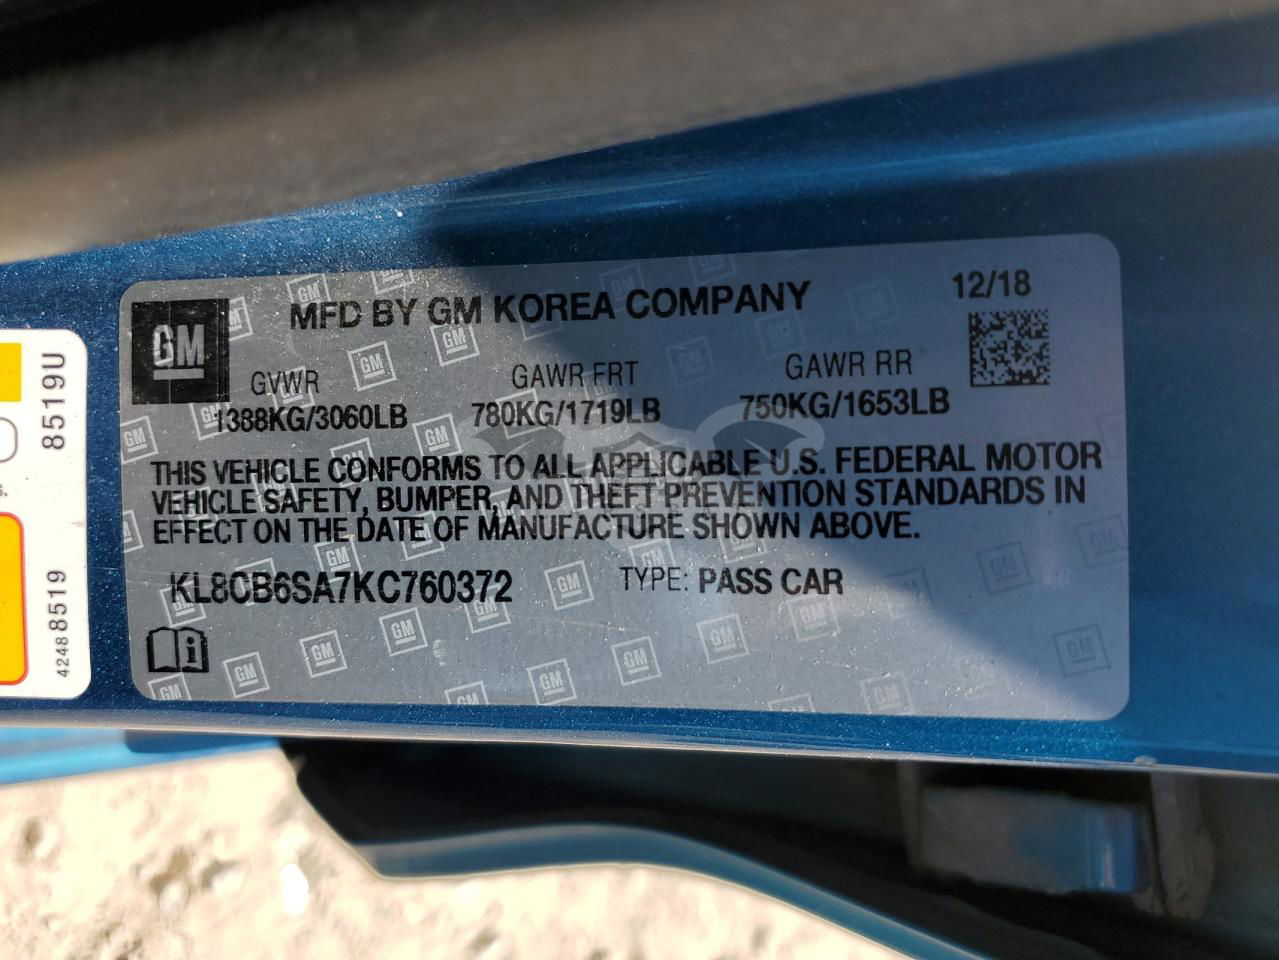 GM
MFD BY GM KOREA COMPANY
12/18
GVWR GAWR FRT GAWR RR
1388KG/3060LB 780KG/1719LB 750KG/1653LB
THIS VEHICLE CONFORMS TO ALL APPLICABLE U.S. FEDERAL MOTOR
VEHICLE SAFETY, BUMPER, AND THEFT PREVENTION STANDARDS IN
EFFECT ON THE DATE OF MANUFACTURE SHOWN ABOVE.
KL8CB6SA7KC760372 TYPE: PASS CAR
8519U
42488519